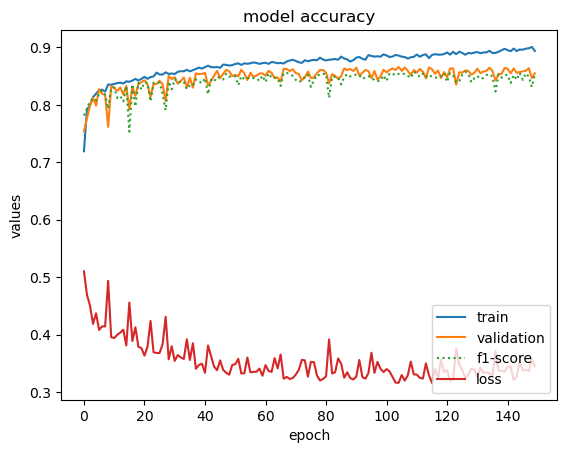 model accuracy
values
0.9
0.8
0.7
0.6
0.5
0.4
0.3
train
validation
f1-score
loss
0 20 40 60 80 100 120 140
epoch